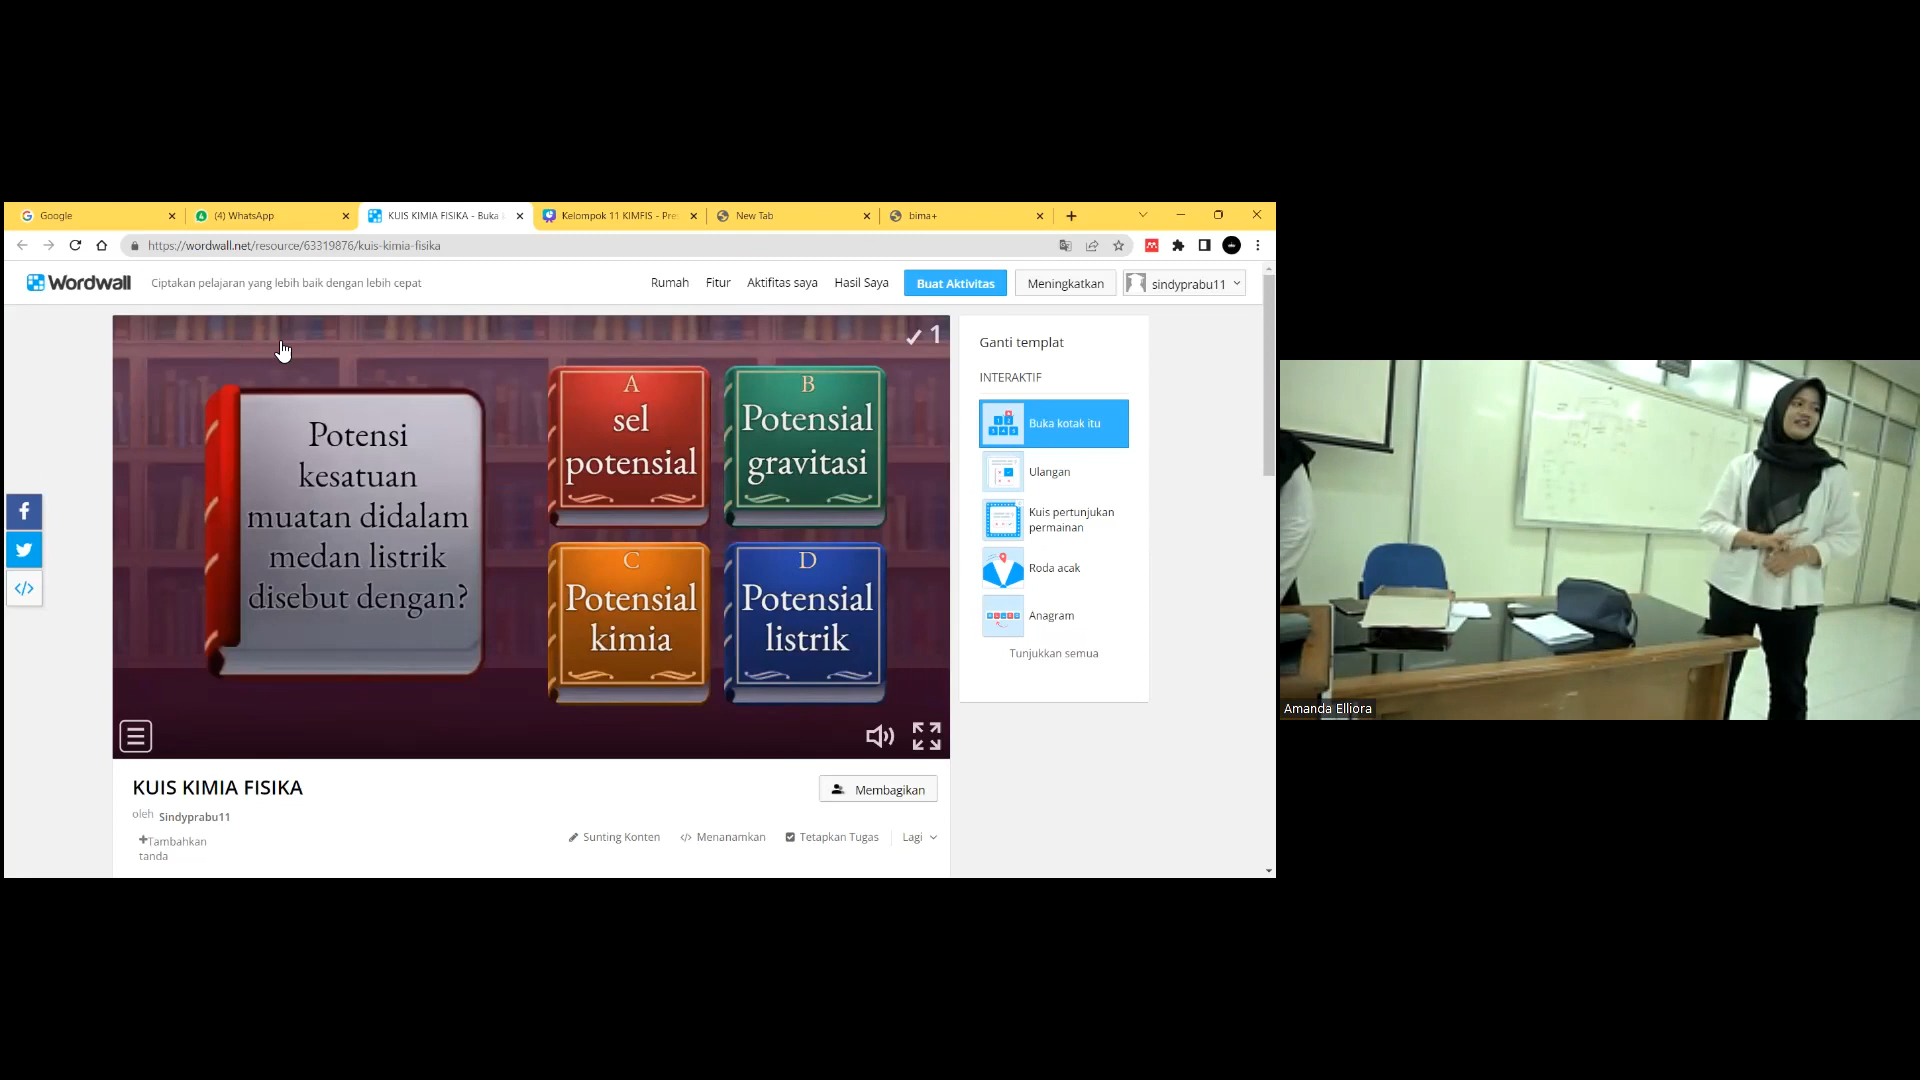 Google
(4) WhatsApp
KUIS KIMIA FISIKA - Buka
Kelompok 11 KIMFIS - Pre
New Tab
bima+
https://wordwall.net/resource/63319876/kuis-kimia-fisika
Wordwall
Ciptakan pelajaran yang lebih baik dengan lebih cepat
Rumah
Fitur
Aktifitas saya
Hasil Saya
Buat Aktivitas
Meningkatkan
sindyprabu11
1
Potensi
kesatuan
muatan didalam
medan listrik
disebut dengan?
A
sel
potensial
B
Potensial
gravitasi
C
Potensial
kimia
D
Potensial
listrik
Ganti templat
INTERAKTIF
Buka kotak itu
Ulangan
Kuis pertunjukan
permainan
Roda acak
Anagram
Tunjukkan semua
KUIS KIMIA FISIKA
Membagikan
oleh Sindyprabu11
Tambahkan
tanda
Sunting Konten
Menanamkan
Tetapkan Tugas
Lagi
Amanda Elliora